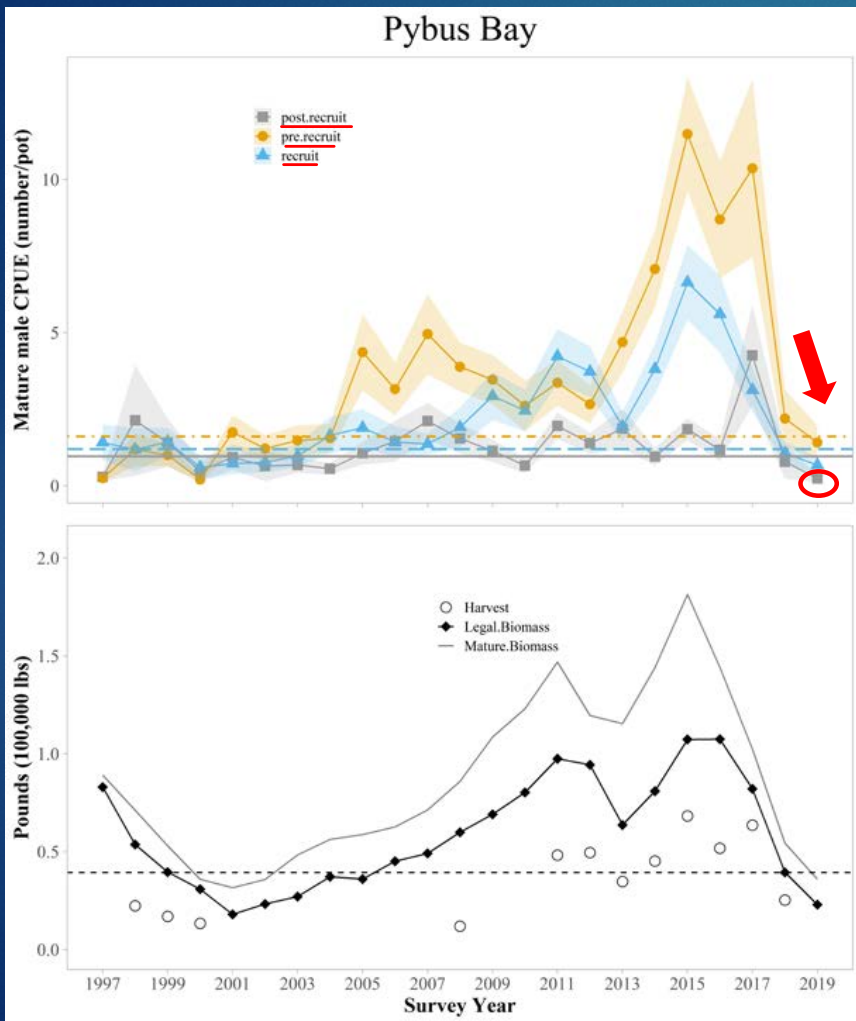 Pybus Bay
Mature male CPUE (number/pot)
post.recruit
pre.recruit
recruit
10
5
0
Pounds (100,000 lbs)
Harvest
Legal.Biomass
Mature.Biomass
2.0
1.5
1.0
0.5
0.0
1997 1999 2001 2003 2005 2007 2009 2011 2013 2015 2017 2019
Survey Year